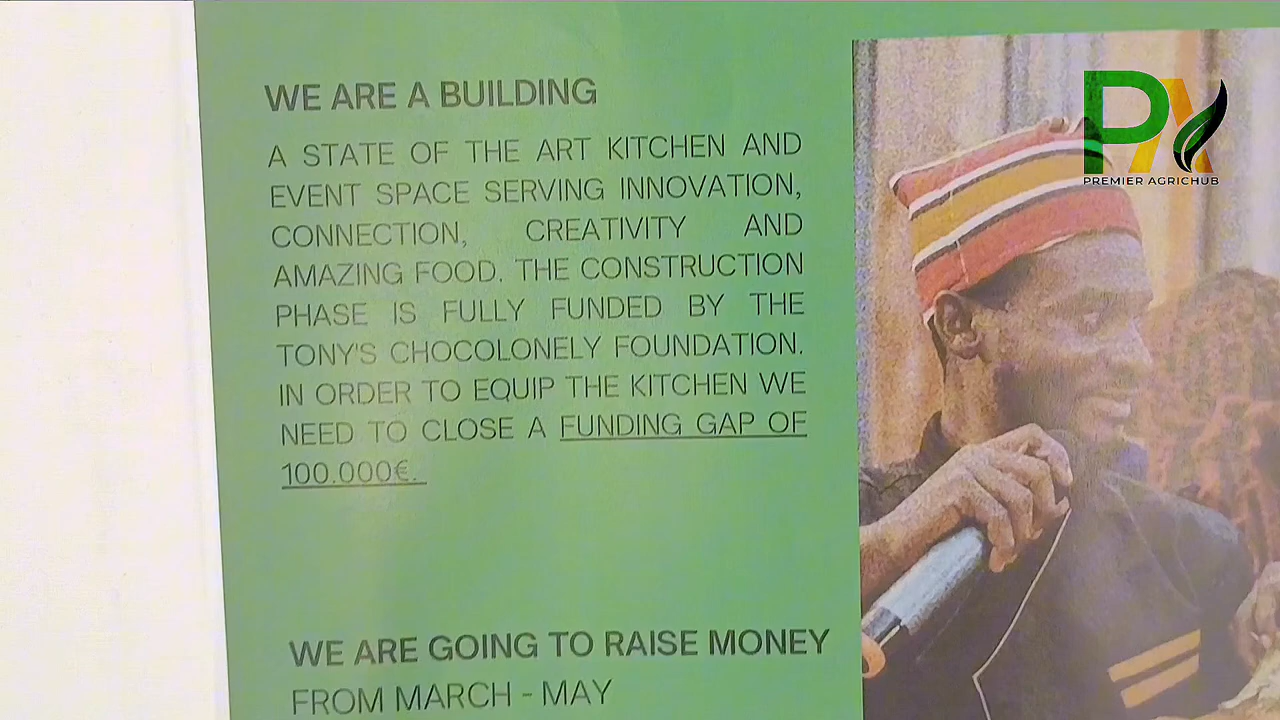 WE ARE A BUILDING
A STATE OF THE ART KITCHEN AND
EVENT SPACE SERVING INNOVATION,
CONNECTION, CREATIVITY AND
AMAZING FOOD. THE CONSTRUCTION
PHASE IS FULLY FUNDED BY THE
TONY'S CHOCOLONELY FOUNDATION.
IN ORDER TO EQUIP THE KITCHEN WE
NEED TO CLOSE A FUNDING GAP OF
100.000€.
WE ARE GOING TO RAISE MONEY
FROM MARCH - MAY
PA
PREMIER AGRICHUB